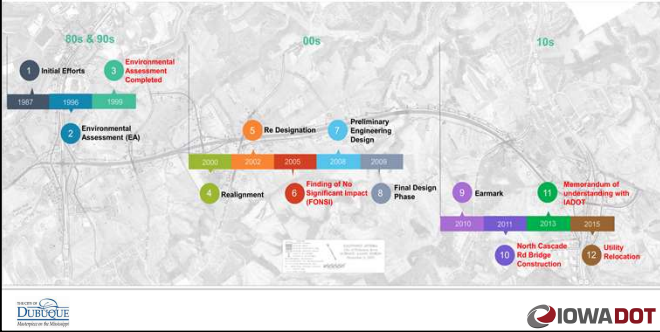 80s & 90s
00s
10s
1 Initial Efforts
3 Environmental
Assessment
Completed
1987
1996
1999
2 Environmental
Assessment (EA)
5 Re Designation
7 Preliminary
Engineering
Design
2000
2002
2005
2008
2009
4 Realignment
6 Finding of No
Significant Impact
(FONSI)
8 Final Design
Phase
9 Earmark
11 Memorandum of
understanding with
IADOT
2010
2011
2013
2015
10 North Cascade
Rd Bridge
Construction
12 Utility
Relocation
THE CITY OF
DUBUQUE
Masterpiece on the Mississippi
IOWADOT